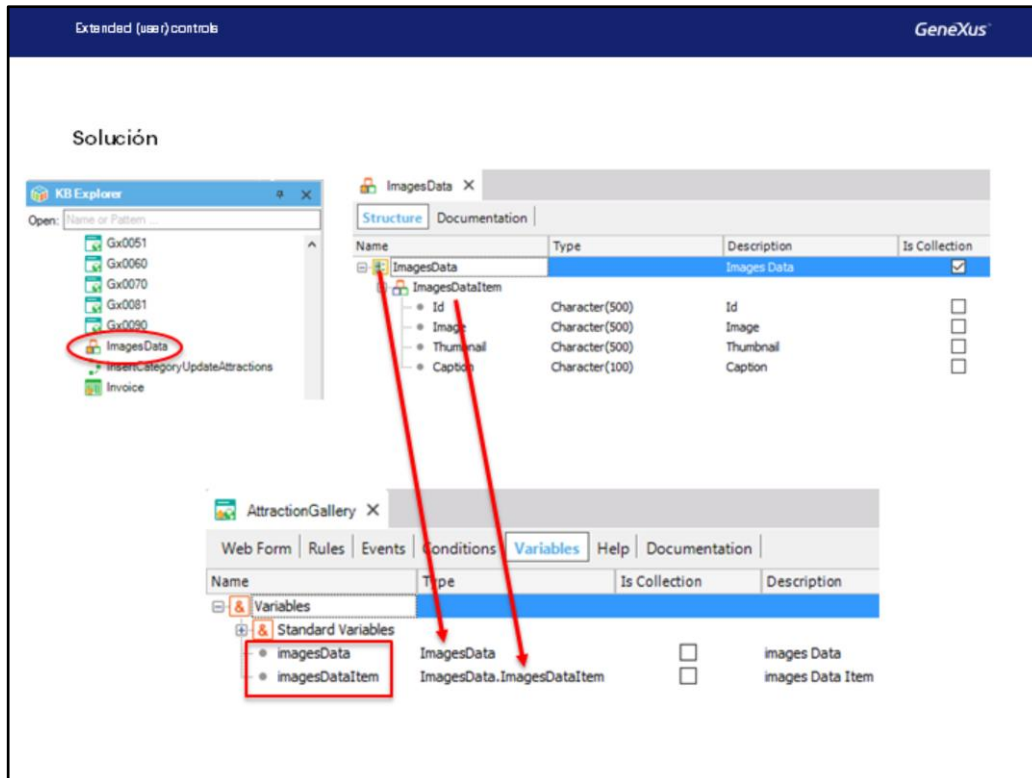 Extended (user) controls
GeneXus™
Solución
KB Explorer
Open: Name or Pattern ...
Gx0051
Gx0060
Gx0070
Gx0081
Gx0090
ImagesData
InsertCategoryUpdateAttractions
Invoice
ImagesData
Structure Documentation
Name Type Description Is Collection
ImagesData Images Data
ImagesDataItem
Id Character(500) Id
Image Character(500) Image
Thumbnail Character(500) Thumbnail
Caption Character(100) Caption
AttractionGallery
Web Form Rules Events Conditions Variables Help Documentation
Name Type Is Collection Description
& Variables
& Standard Variables
imagesData ImagesData images Data
imagesDataItem ImagesData.ImagesDataItem images Data Item